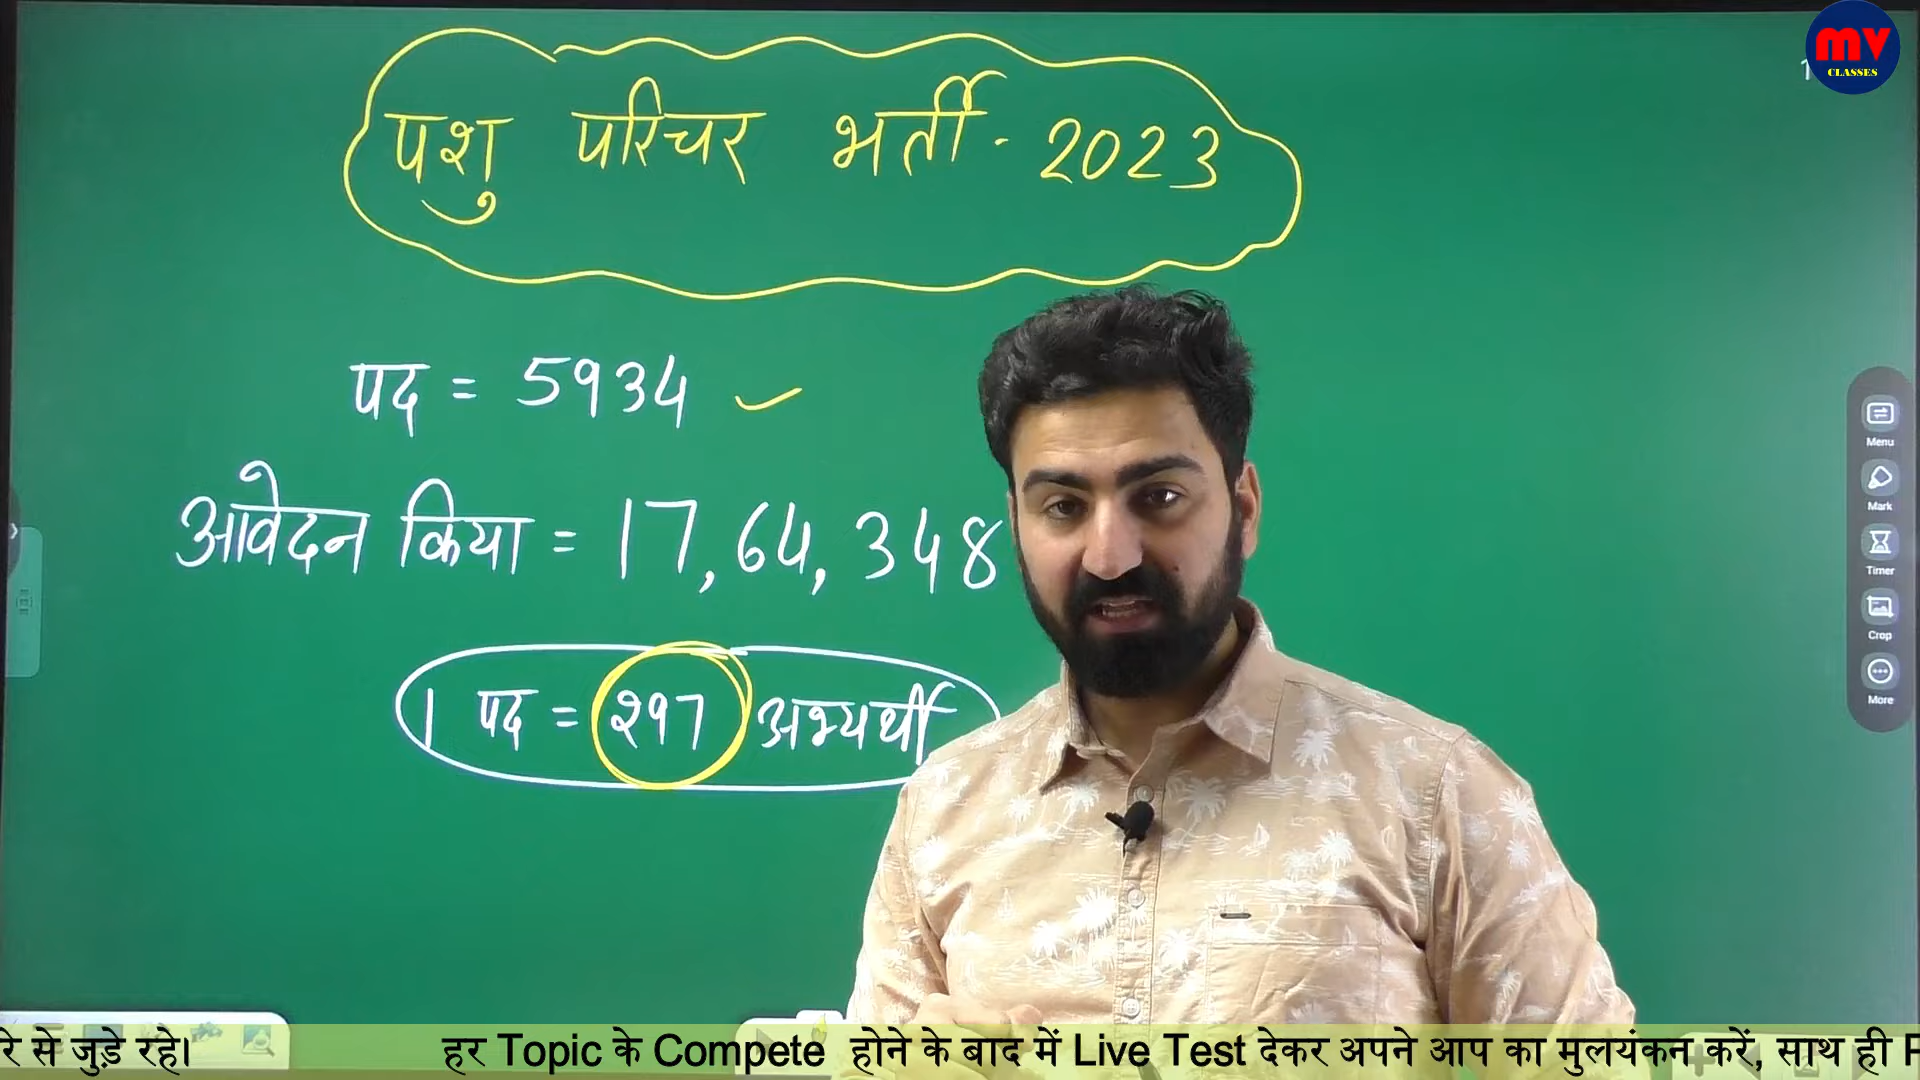 mv
CLASSES
पशु परिचर भर्ती - 2023
पद = 5934
आवेदन किया = 17,64,348
1 पद = 297 अभ्यर्थी
Menu
Mark
Timer
Crop
More
रे से जुड़े रहे। हर Topic के Compete होने के बाद में Live Test देकर अपने आप का मुलयंकन करें, साथ ही